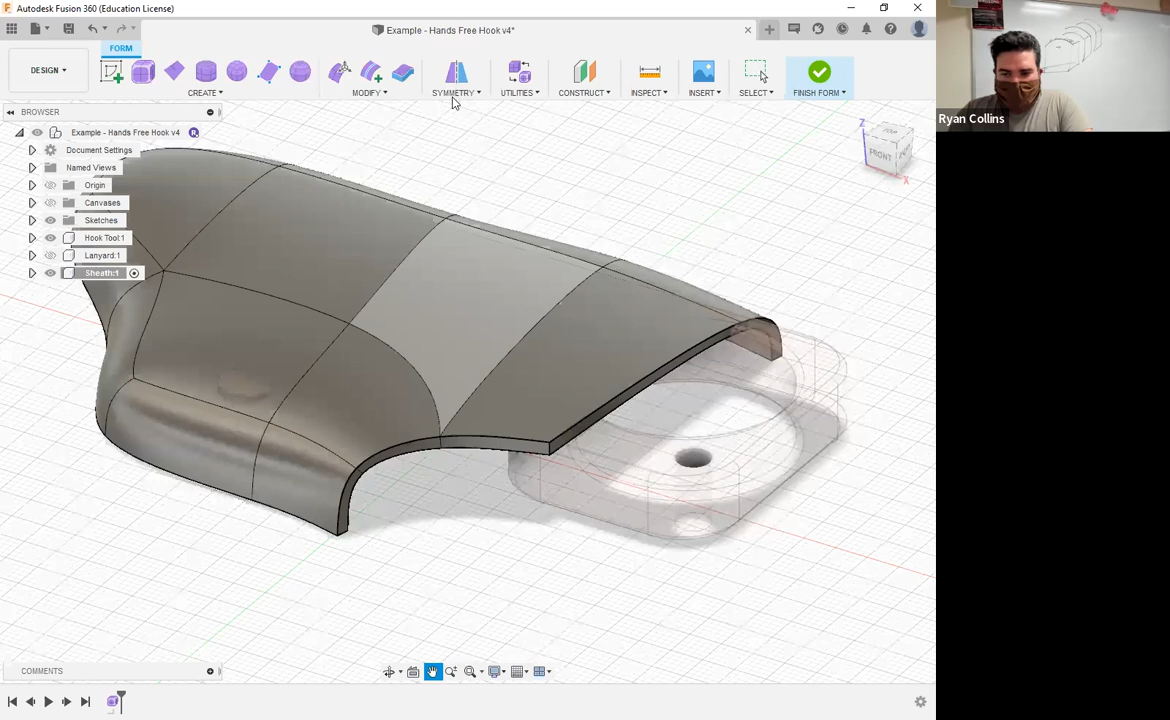 Autodesk Fusion 360 (Education License)
Example - Hands Free Hook v4*
DESIGN
FORM
CREATE
MODIFY
SYMMETRY
UTILITIES
CONSTRUCT
INSPECT
INSERT
SELECT
FINISH FORM
Ryan Collins
BROWSER
Example - Hands Free Hook v4
R
Document Settings
Named Views
Origin
Canvases
Sketches
Hook Tool:1
Lanyard:1
Sheath:1
Z
TOP
FRONT
X
COMMENTS